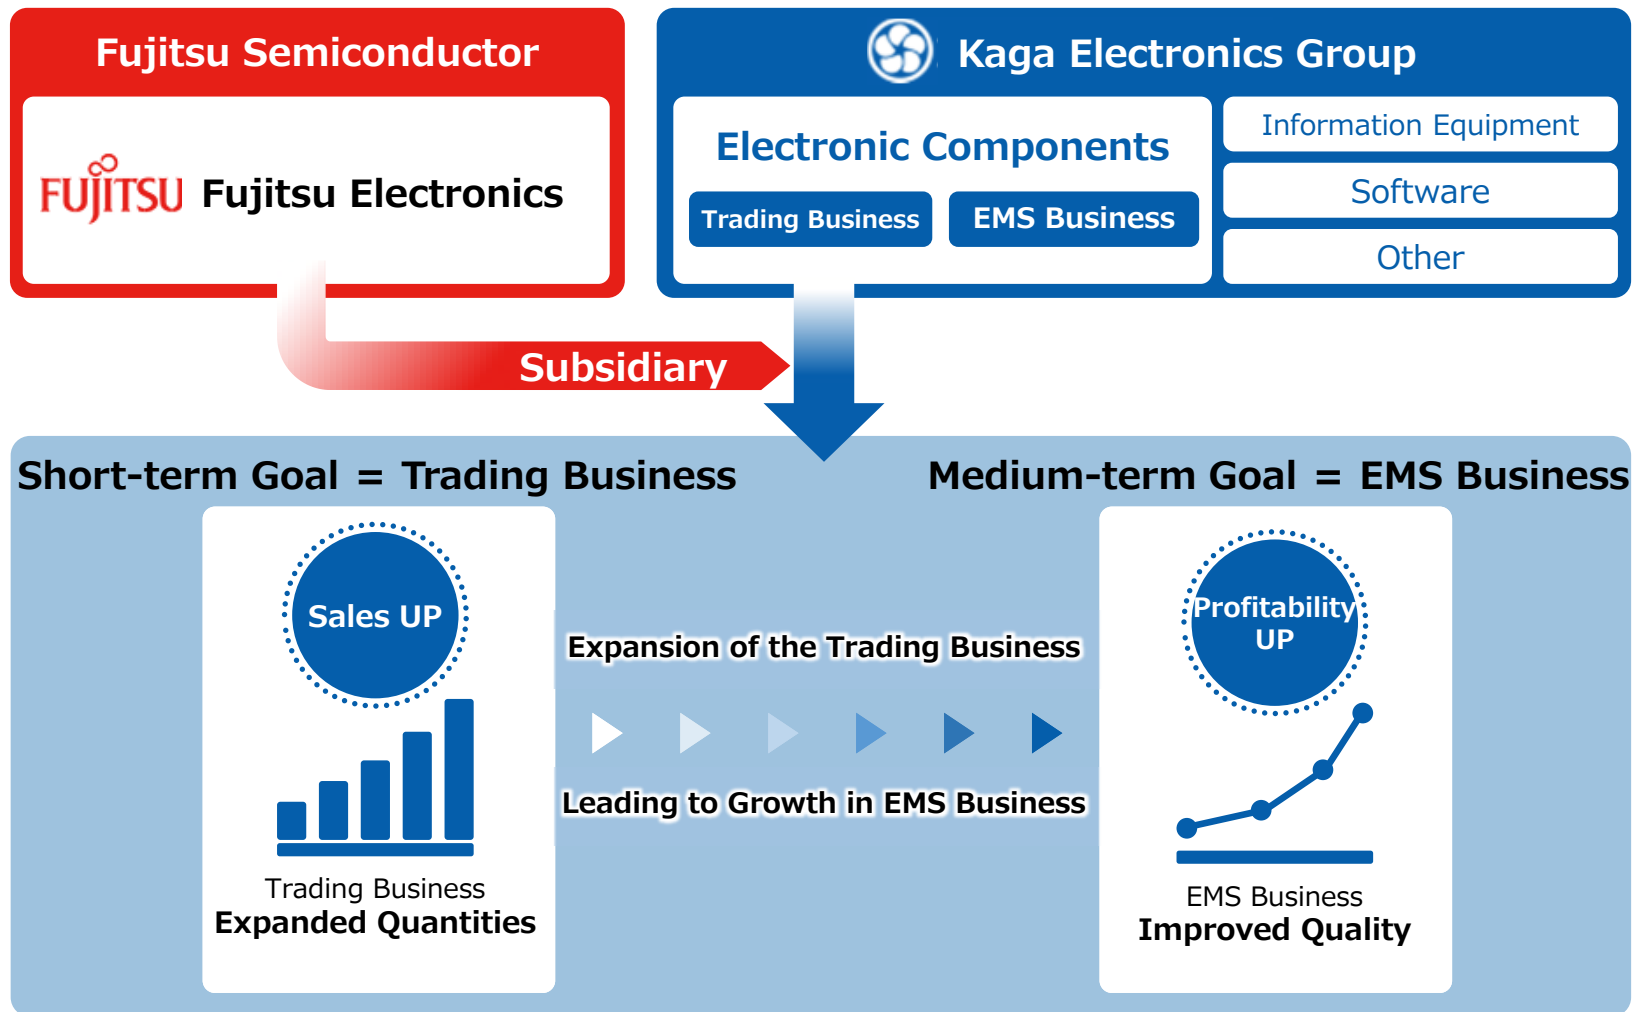 Fujitsu Semiconductor
FUJITSU Fujitsu Electronics
Kaga Electronics Group
Electronic Components
Trading Business
EMS Business
Information Equipment
Software
Other
Subsidiary
Short-term Goal = Trading Business
Sales UP
Trading Business
Expanded Quantities
Expansion of the Trading Business
Leading to Growth in EMS Business
Medium-term Goal = EMS Business
Profitability
UP
EMS Business
Improved Quality